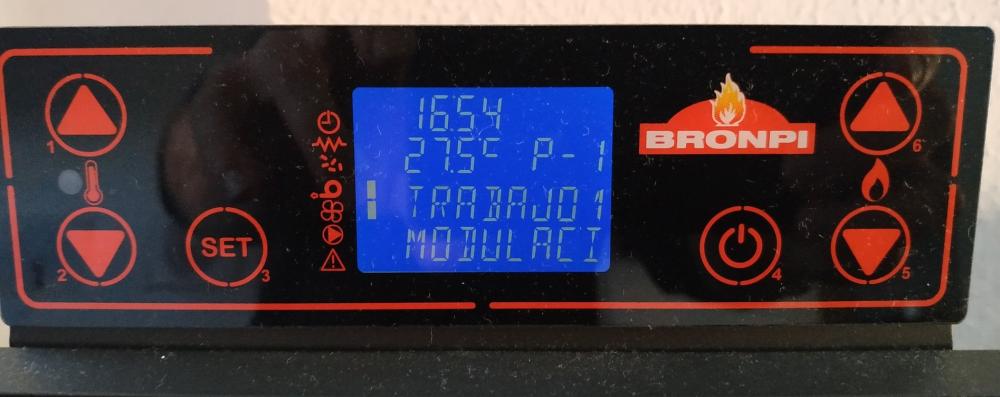 16:54
27.5°C P-1
TRABAJO 1
MODULACI
BRONPI
SET
1
2
3
4
5
6